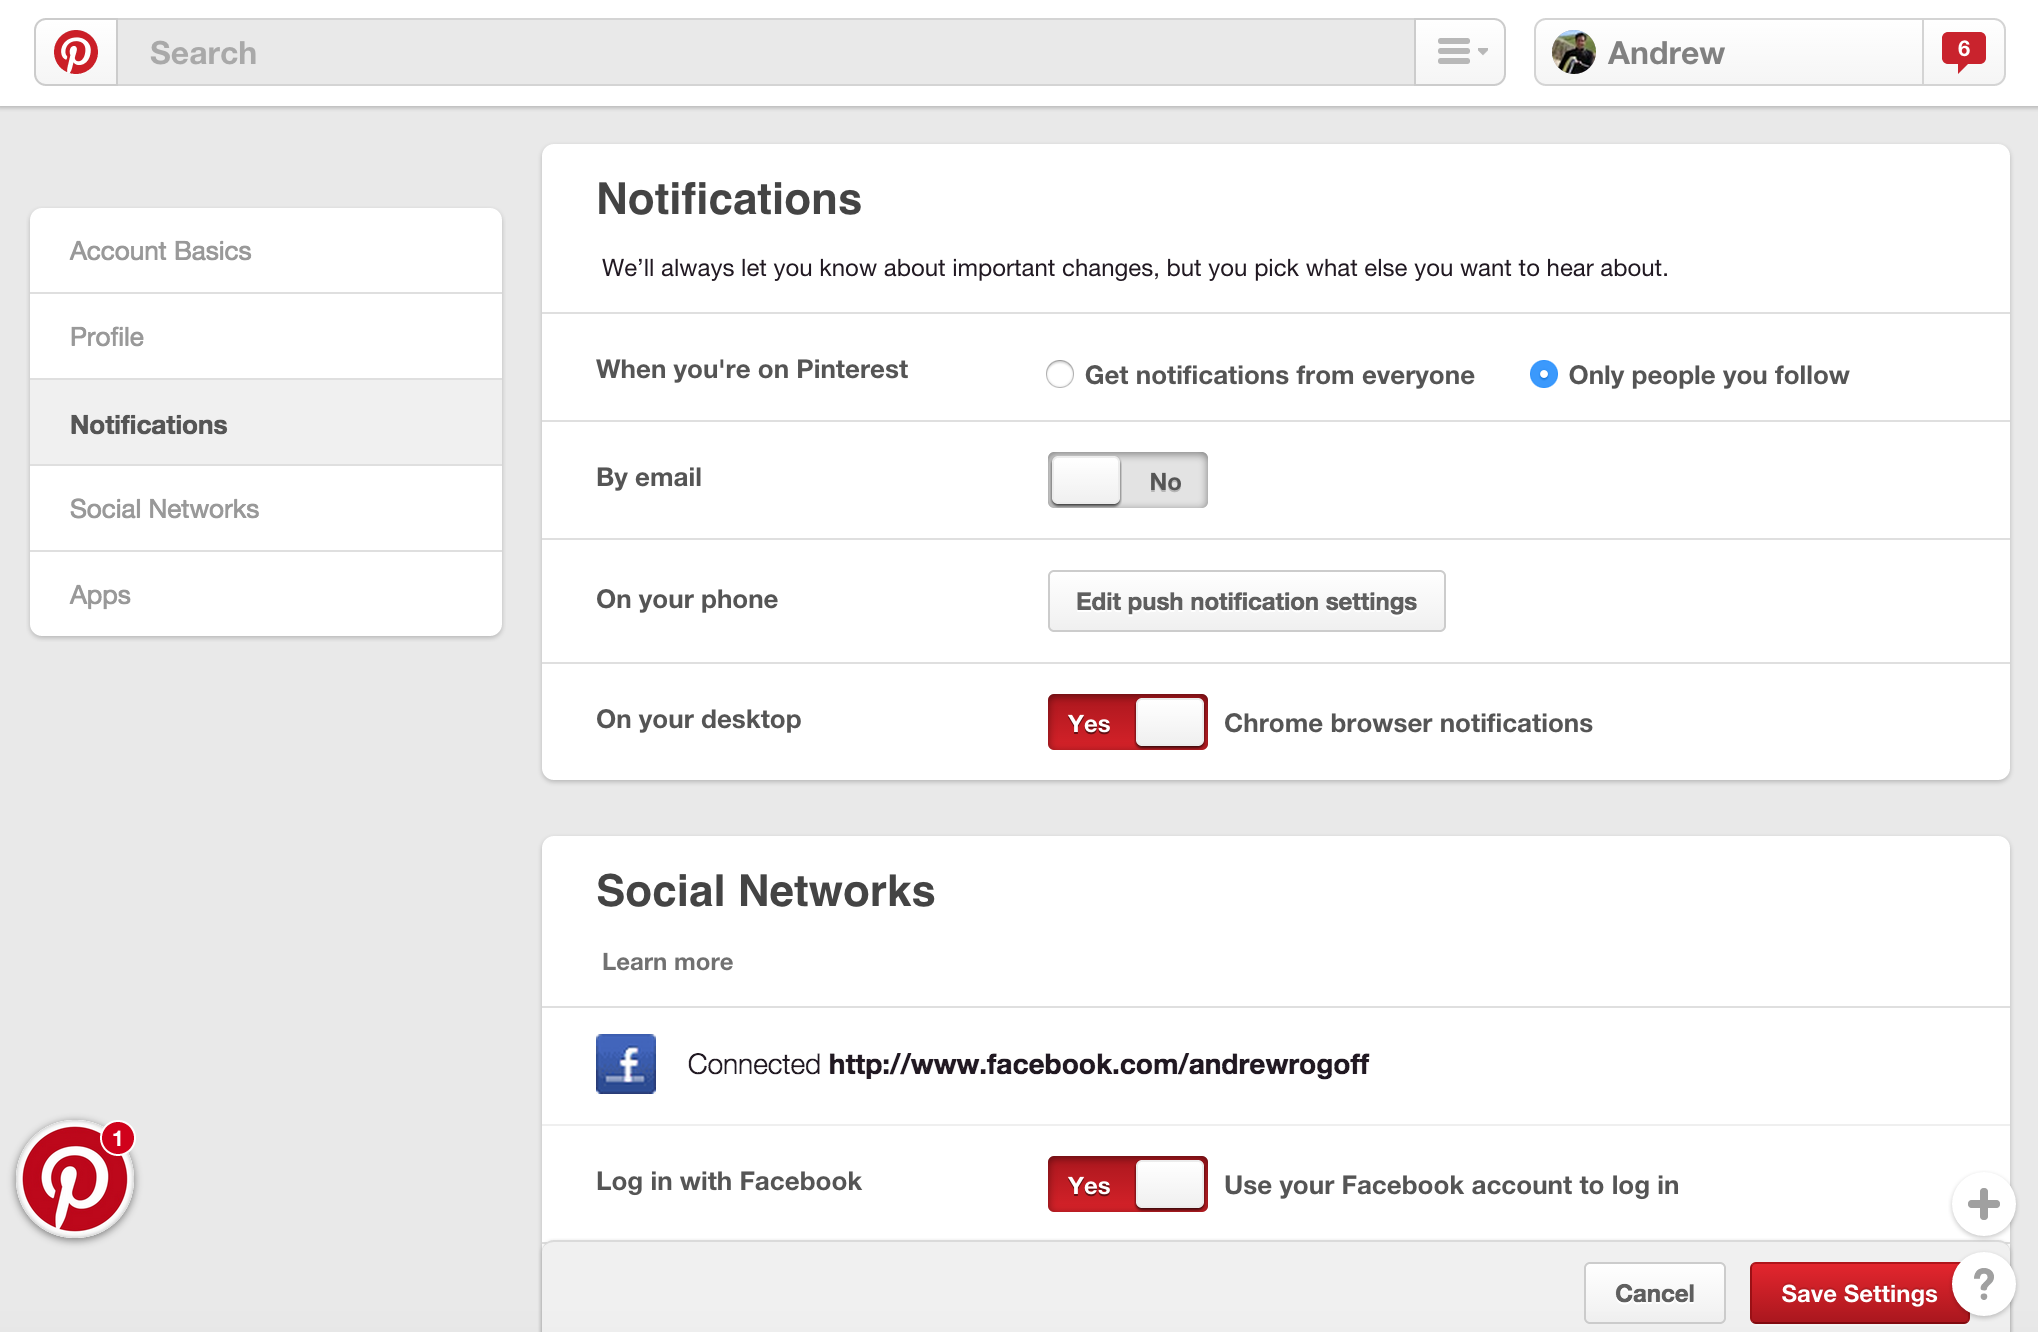 Search
Andrew
6
Account Basics
Profile
Notifications
Social Networks
Apps
Notifications
We’ll always let you know about important changes, but you pick what else you want to hear about.
When you're on Pinterest
Get notifications from everyone
Only people you follow
By email
No
On your phone
Edit push notification settings
On your desktop
Yes
Chrome browser notifications
Social Networks
Learn more
f
Connected http://www.facebook.com/andrewrogoff
1
Log in with Facebook
Yes
Use your Facebook account to log in
Cancel
Save Settings
?